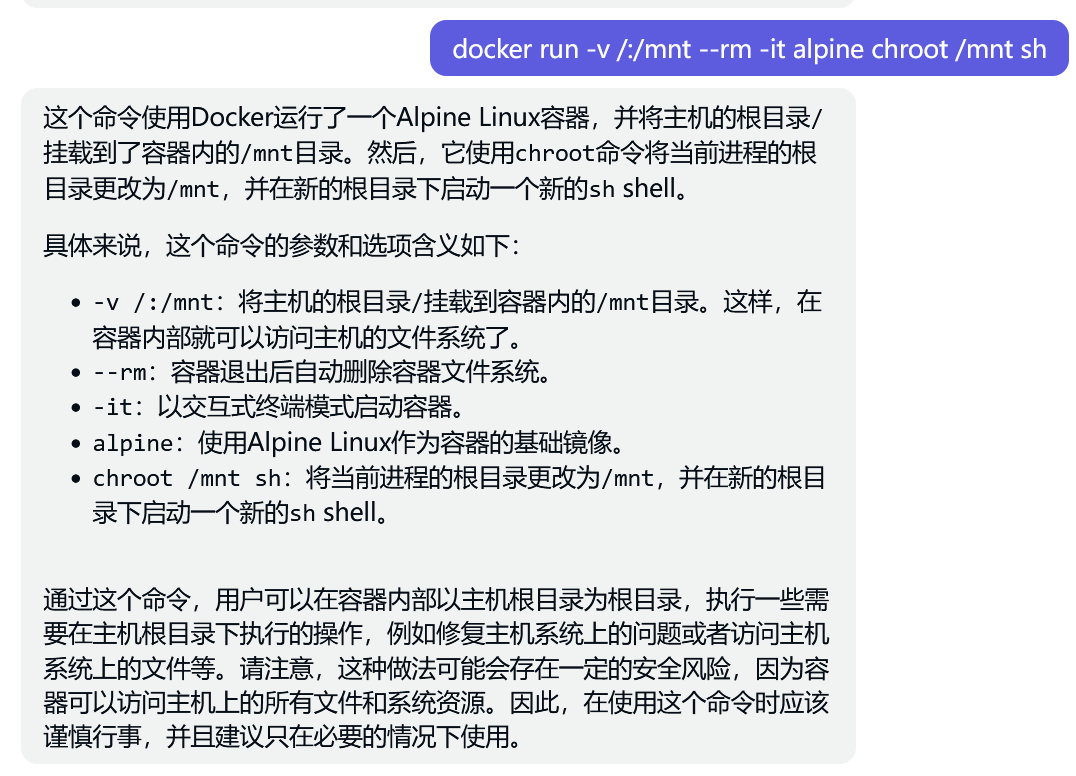 docker run -v /:/mnt --rm -it alpine chroot /mnt sh
这个命令使用Docker运行了一个Alpine Linux容器，并将主机的根目录/
挂载到了容器内的/mnt目录。然后，它使用chroot命令将当前进程的根
目录更改为/mnt，并在新的根目录下启动一个新的sh shell。
具体来说，这个命令的参数和选项含义如下：
• -v /:/mnt：将主机的根目录/挂载到容器内的/mnt目录。这样，在
容器内部就可以访问主机的文件系统了。
• --rm：容器退出后自动删除容器文件系统。
• -it：以交互式终端模式启动容器。
• alpine：使用Alpine Linux作为容器的基础镜像。
• chroot /mnt sh：将当前进程的根目录更改为/mnt，并在新的根目
录下启动一个新的sh shell。
通过这个命令，用户可以在容器内部以主机根目录为根目录，执行一些需
要在主机根目录下执行的操作，例如修复主机系统上的问题或者访问主机
系统上的文件等。请注意，这种做法可能会存在一定的安全风险，因为容
器可以访问主机上的所有文件和系统资源。因此，在使用这个命令时应该
谨慎行事，并且建议只在必要的情况下使用。